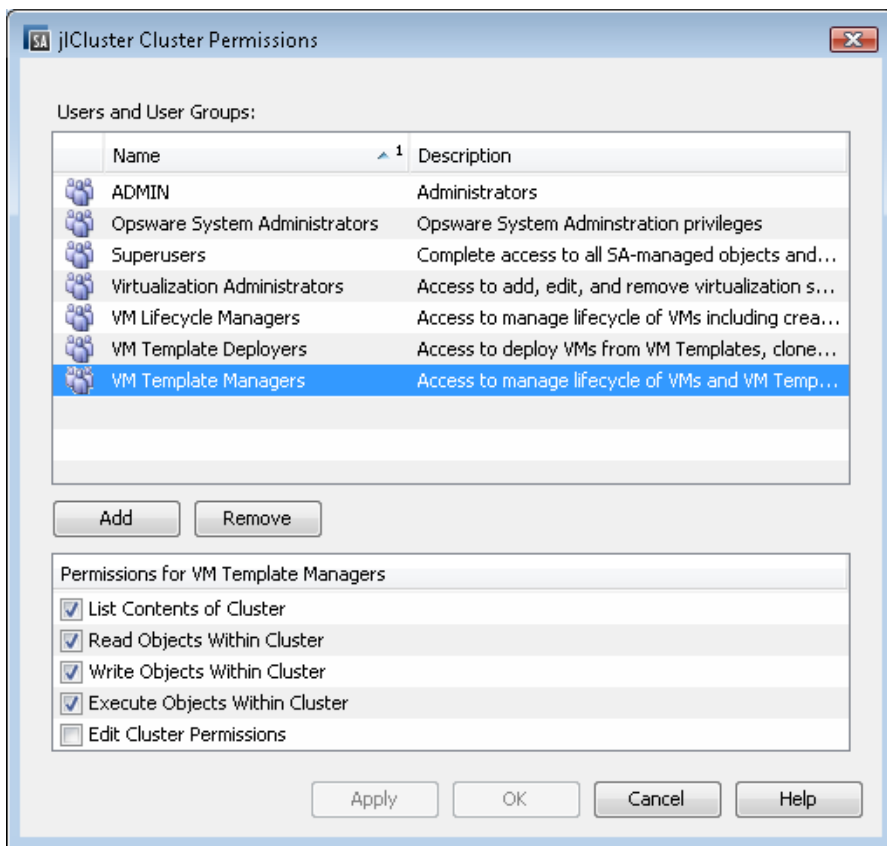 SA jlCluster Cluster Permissions
Users and User Groups:
Name 1 Description
ADMIN Administrators
Opsware System Administrators Opsware System Adminstration privileges
Superusers Complete access to all SA-managed objects and...
Virtualization Administrators Access to add, edit, and remove virtualization s...
VM Lifecycle Managers Access to manage lifecycle of VMs including crea...
VM Template Deployers Access to deploy VMs from VM Templates, clone...
VM Template Managers Access to manage lifecycle of VMs and VM Temp...
Add Remove
Permissions for VM Template Managers
List Contents of Cluster
Read Objects Within Cluster
Write Objects Within Cluster
Execute Objects Within Cluster
Edit Cluster Permissions
Apply OK Cancel Help